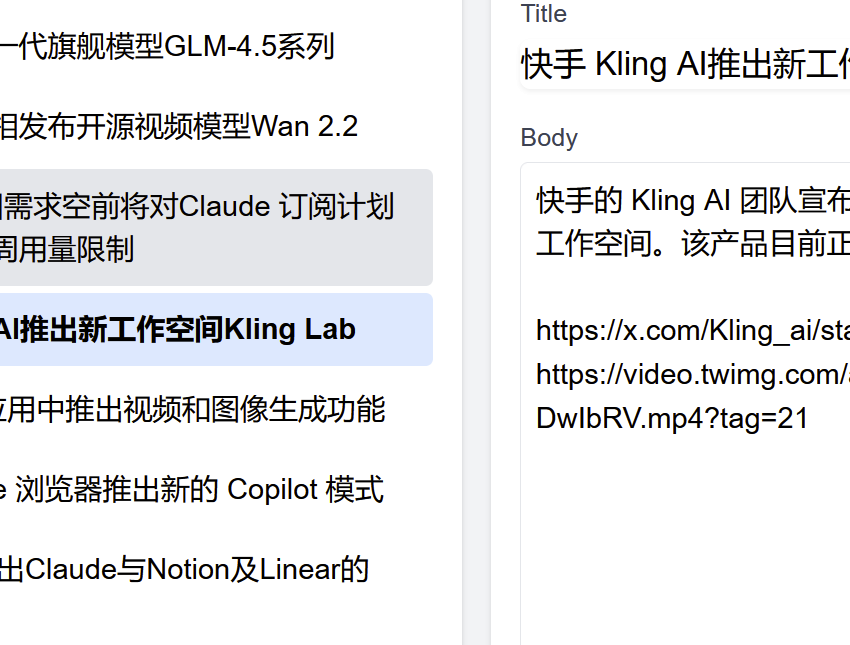 一代旗舰模型GLM-4.5系列
相发布开源视频模型Wan 2.2
需求空前将对Claude 订阅计划
周用量限制
AI推出新工作空间Kling Lab
应用中推出视频和图像生成功能
e 浏览器推出新的 Copilot 模式
出Claude与Notion及Linear的
Title
快手 Kling AI推出新工作
Body
快手的 Kling AI 团队宣布
工作空间。该产品目前正
https://x.com/Kling_ai/sta
https://video.twimg.com/a
DwIbRV.mp4?tag=21